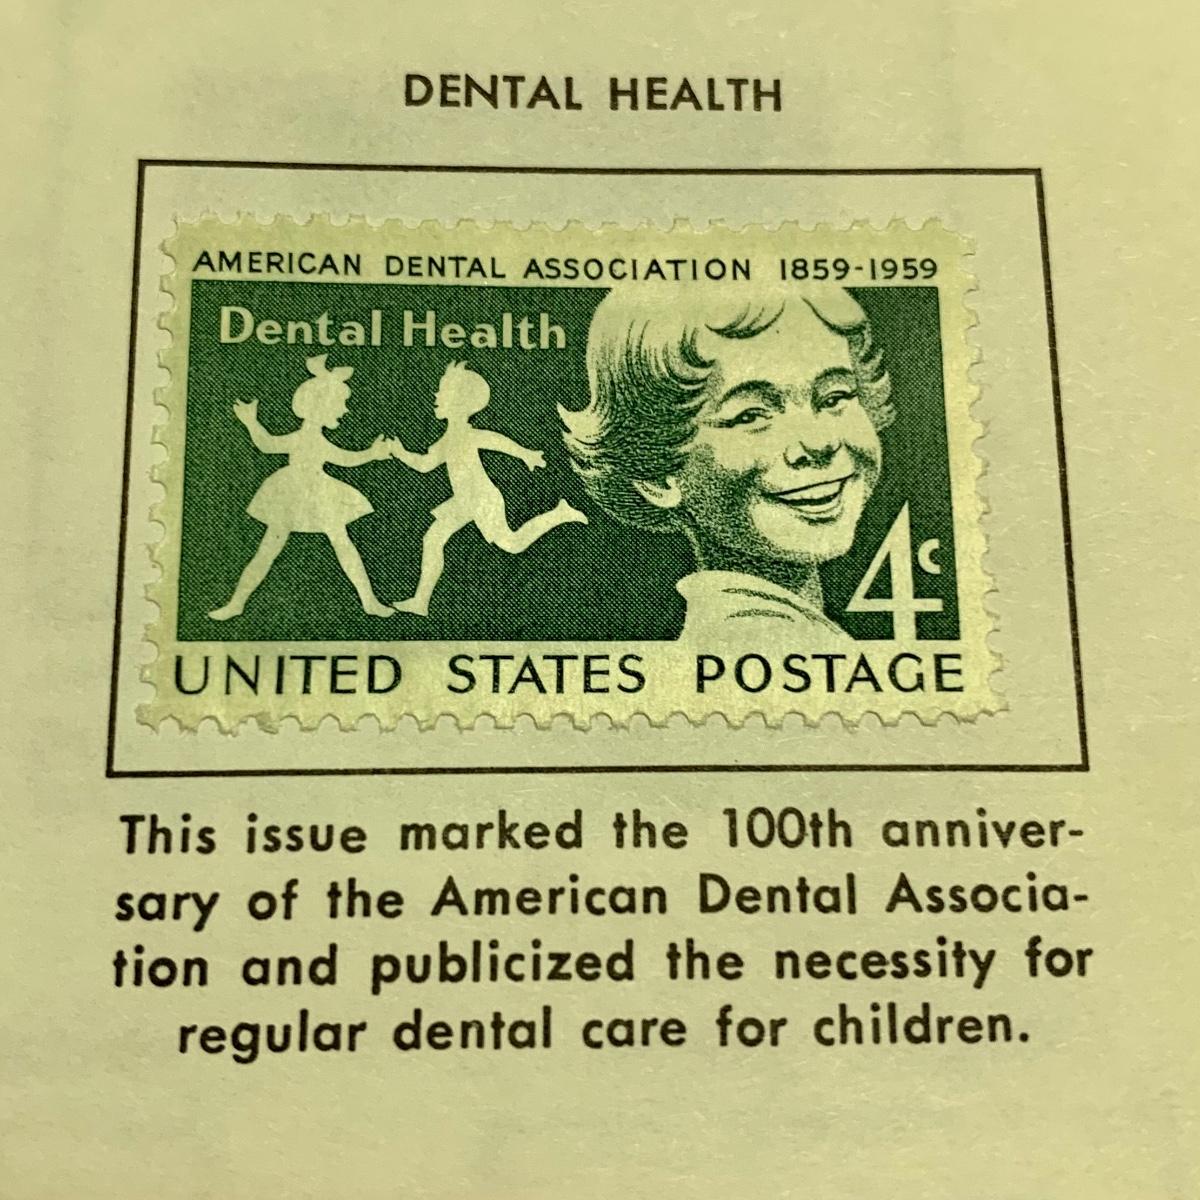 DENTAL HEALTH
AMERICAN DENTAL ASSOCIATION 1859-1959
Dental Health
4c
UNITED STATES POSTAGE
This issue marked the 100th anniver-
sary of the American Dental Associa-
tion and publicized the necessity for
regular dental care for children.